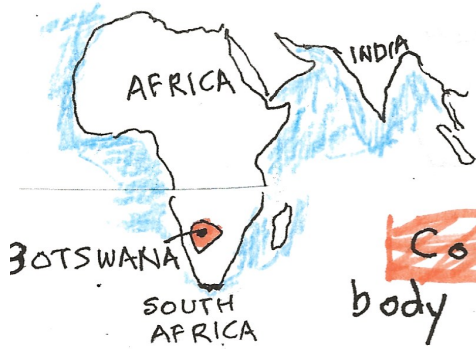 AFRICA
INDIA
BOTSWANA
SOUTH
AFRICA
Co
body